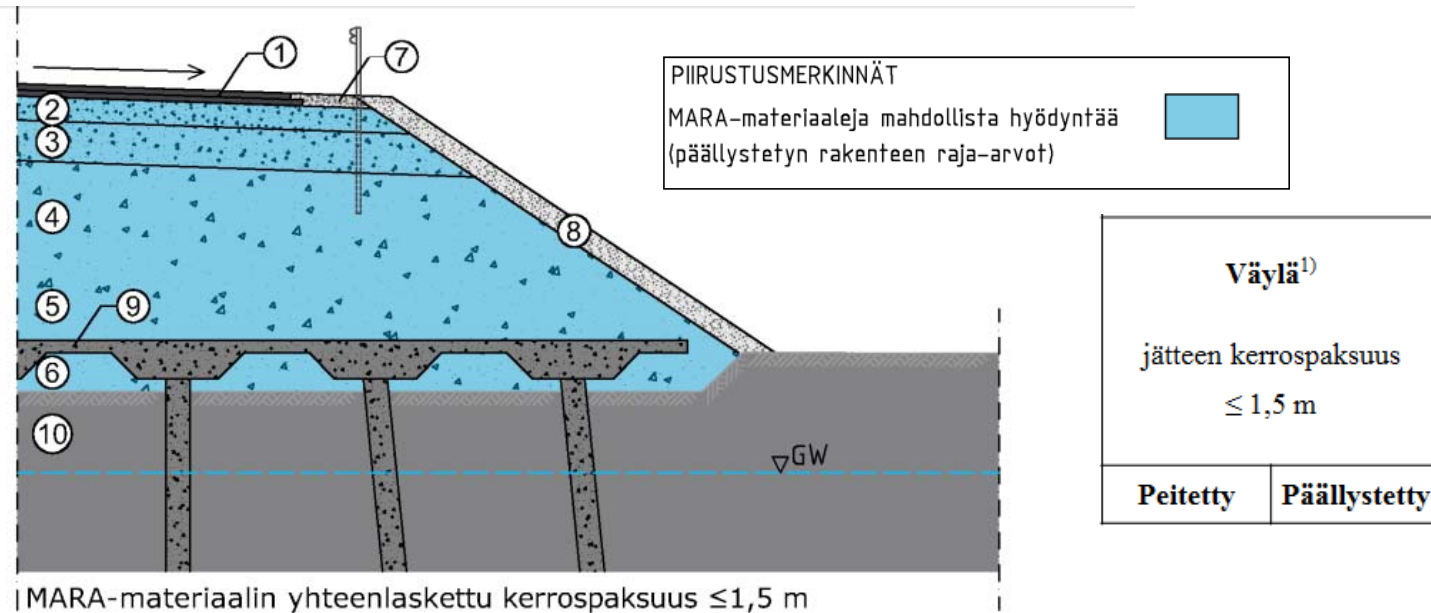 1
7
2
3
4
8
5
9
6
10
GW
MARA-materiaalin yhteenlaskettu kerrospaksuus ≤1,5 m
PIIRUSTUSMERKINNÄT
MARA-materiaaleja mahdollista hyödyntää
(päällystetyn rakenteen raja-arvot)
Väylä¹⁾
jätteen kerrospaksuus
≤ 1,5 m
Peitetty Päällystetty